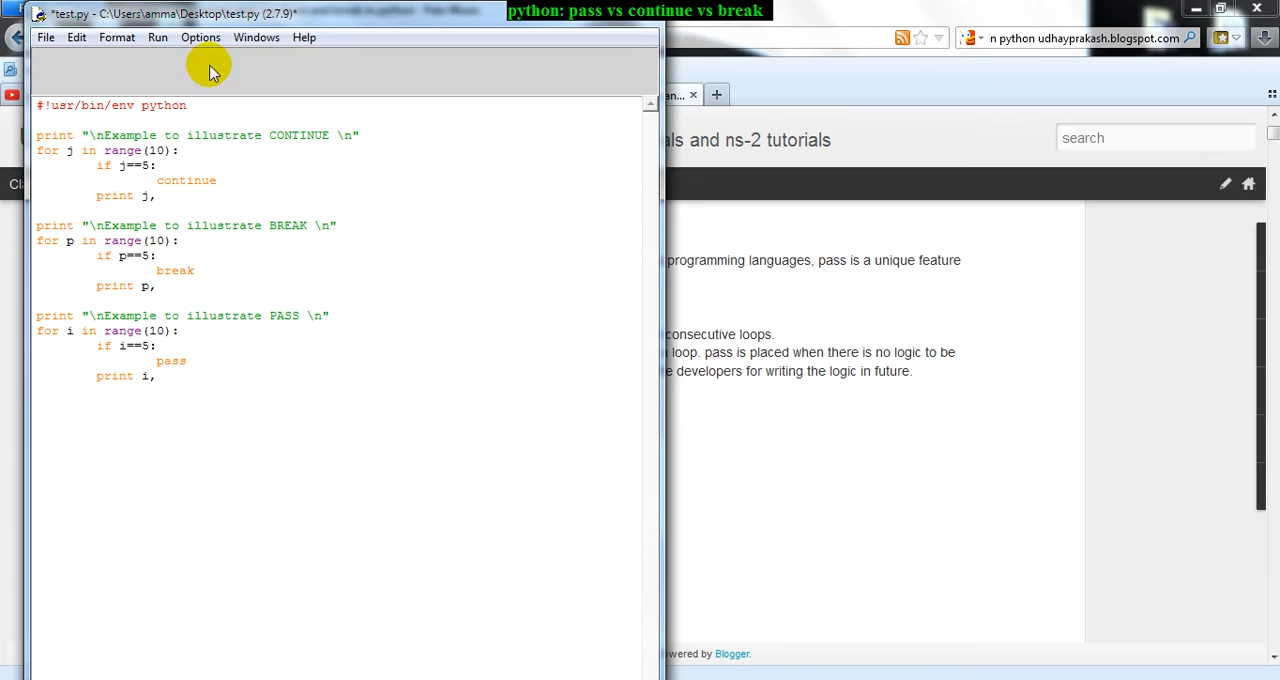 *test.py - C:\Users\amma\Desktop\test.py (2.7.9)*
python: pass vs continue vs break
File Edit Format Run Options Windows Help
n python udhayprakash.blogspot.com
an...
#!usr/bin/env python
print "\nExample to illustrate CONTINUE \n"
for j in range(10):
if j==5:
continue
print j,
print "\nExample to illustrate BREAK \n"
for p in range(10):
if p==5:
break
print p,
print "\nExample to illustrate PASS \n"
for i in range(10):
if i==5:
pass
print i,
als and ns-2 tutorials
search
Cl
programming languages, pass is a unique feature
consecutive loops.
loop. pass is placed when there is no logic to be
e developers for writing the logic in future.
owered by Blogger.